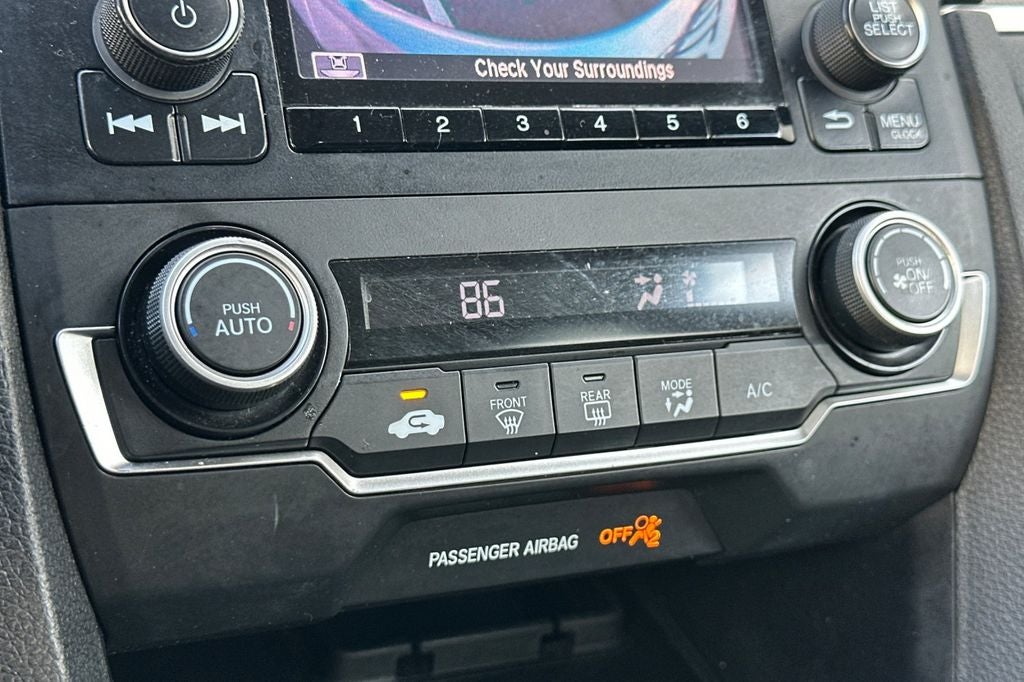 LIST
PUSH
SELECT
Check Your Surroundings
1 2 3 4 5 6
MENU
CLOCK
PUSH
AUTO
86
PUSH
ON/
OFF
FRONT
REAR
MODE
A/C
PASSENGER AIRBAG OFF 2